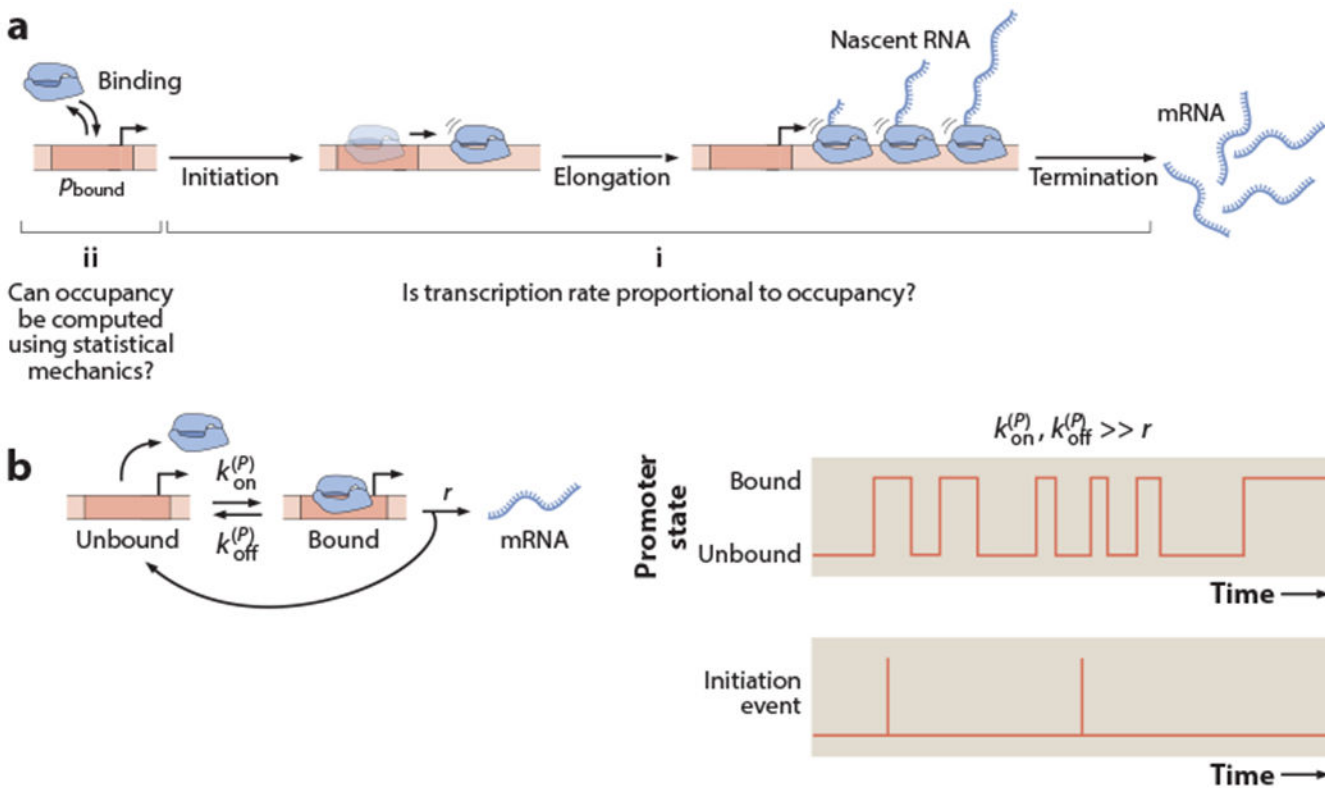 a
Nascent RNA
Binding
mRNA
p_bound
Initiation
Elongation
Termination
ii
i
Can occupancy
be computed
using statistical
mechanics?
Is transcription rate proportional to occupancy?
b
k_on^(P)
k_off^(P)
r
Unbound
Bound
mRNA
k_on^(P), k_off^(P) >> r
Promoter
state
Bound
Unbound
Time
Initiation
event
Time